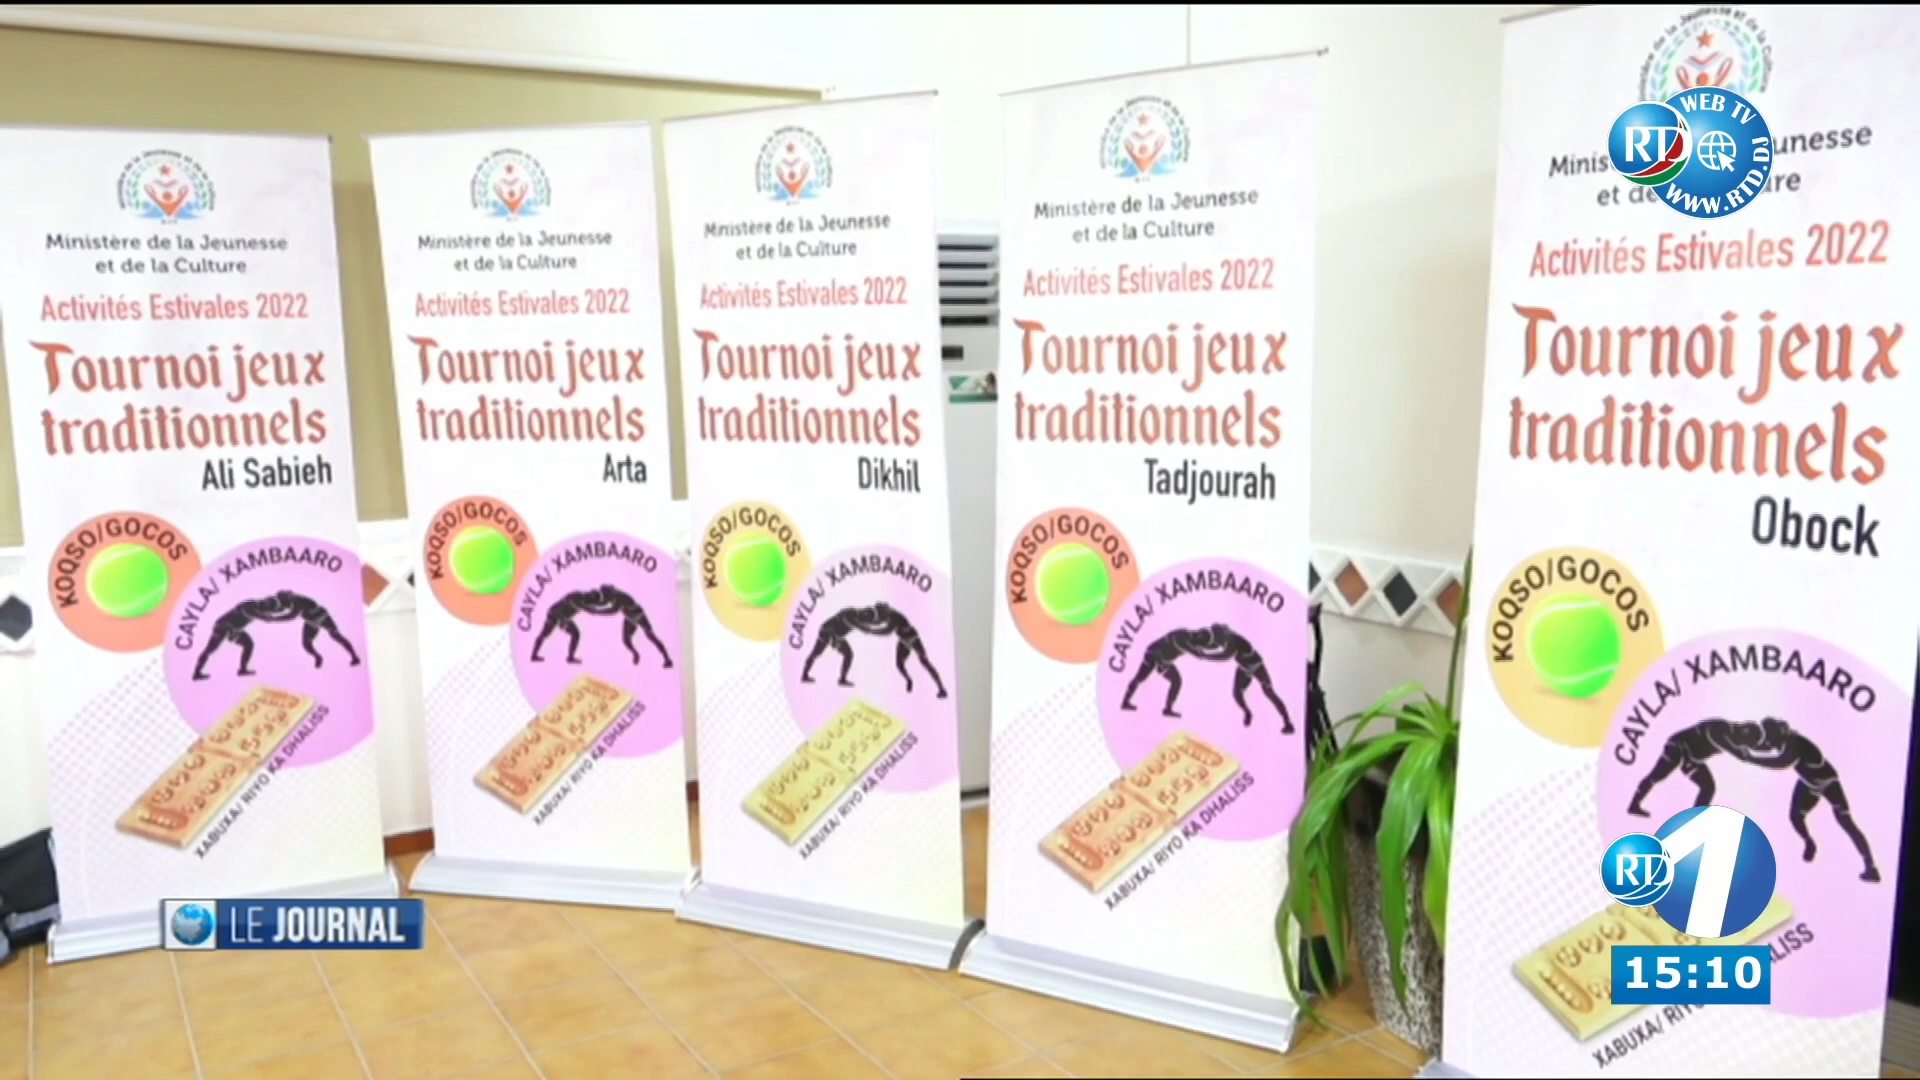 Ministère de la Jeunesse
et de la Culture
Activités Estivales 2022
Tournoi jeux
traditionnels
Ali Sabieh
KOQSO/GOCOS
CAYLA/ XAMBAARO
XABUXA/ RIYO KA DHALISS
Ministère de la Jeunesse
et de la Culture
Activités Estivales 2022
Tournoi jeux
traditionnels
Arta
KOQSO/GOCOS
CAYLA/ XAMBAARO
XABUXA/ RIYO KA DHALISS
Ministère de la Jeunesse
et de la Culture
Activités Estivales 2022
Tournoi jeux
traditionnels
Dikhil
KOQSO/GOCOS
CAYLA/ XAMBAARO
XABUXA/ RIYO KA DHALISS
Ministère de la Jeunesse
et de la Culture
Activités Estivales 2022
Tournoi jeux
traditionnels
Tadjourah
KOQSO/GOCOS
CAYLA/ XAMBAARO
XABUXA/ RIYO KA DHALISS
Activités Estivales 2022
Tournoi jeux
traditionnels
Obock
KOQSO/GOCOS
CAYLA/ XAMBAARO
XABUXA/
WEB TV
RTD
WWW.RTD.DJ
RTD 1
15:10
LE JOURNAL